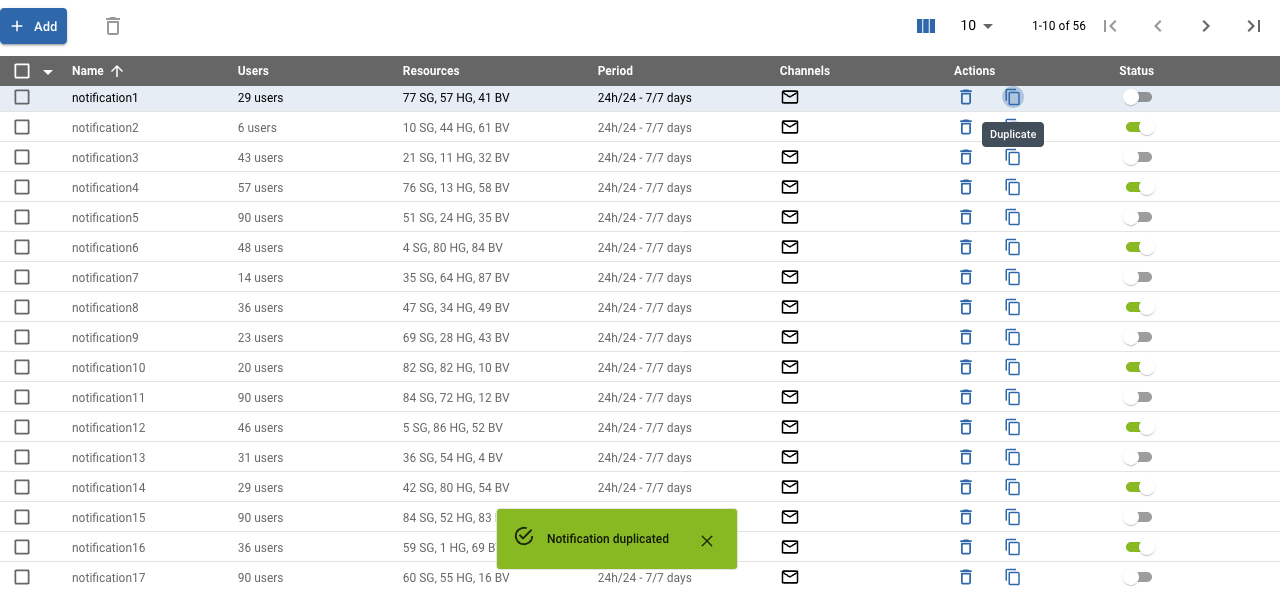 Add 10 1-10 of 56
Name Users Resources Period Channels Actions Status
notification1 29 users 77 SG, 57 HG, 41 BV 24h/24 - 7/7 days
notification2 6 users 10 SG, 44 HG, 61 BV 24h/24 - 7/7 days
Duplicate
notification3 43 users 21 SG, 11 HG, 32 BV 24h/24 - 7/7 days
notification4 57 users 76 SG, 13 HG, 58 BV 24h/24 - 7/7 days
notification5 90 users 51 SG, 24 HG, 35 BV 24h/24 - 7/7 days
notification6 48 users 4 SG, 80 HG, 84 BV 24h/24 - 7/7 days
notification7 14 users 35 SG, 64 HG, 87 BV 24h/24 - 7/7 days
notification8 36 users 47 SG, 34 HG, 49 BV 24h/24 - 7/7 days
notification9 23 users 69 SG, 28 HG, 43 BV 24h/24 - 7/7 days
notification10 20 users 82 SG, 82 HG, 10 BV 24h/24 - 7/7 days
notification11 90 users 84 SG, 72 HG, 12 BV 24h/24 - 7/7 days
notification12 46 users 5 SG, 86 HG, 52 BV 24h/24 - 7/7 days
notification13 31 users 36 SG, 54 HG, 4 BV 24h/24 - 7/7 days
notification14 29 users 42 SG, 80 HG, 54 BV 24h/24 - 7/7 days
notification15 90 users 84 SG, 52 HG, 83
Notification duplicated
notification16 36 users 59 SG, 1 HG, 69
notification17 90 users 60 SG, 55 HG, 16 BV 24h/24 - 7/7 days